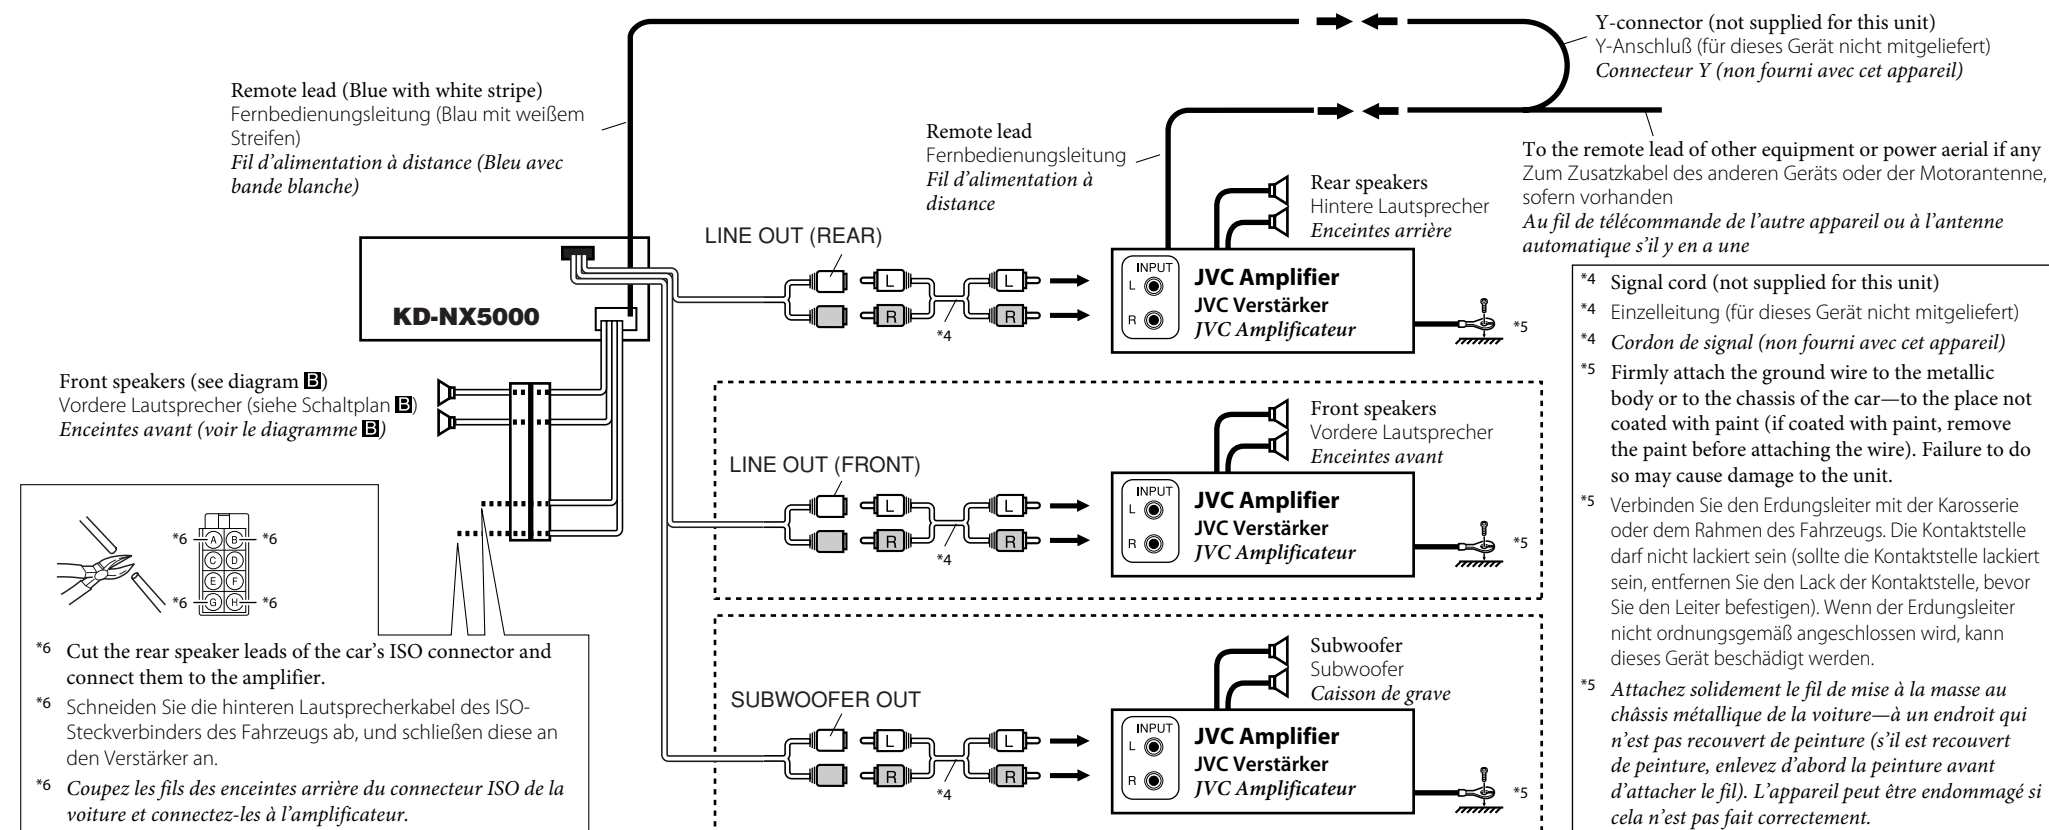 Y-connector (not supplied for this unit)
Y-Anschluß (für dieses Gerät nicht mitgeliefert)
Connecteur Y (non fourni avec cet appareil)
Remote lead (Blue with white stripe)
Fernbedienungsleitung (Blau mit weißem
Streifen)
Fil d’alimentation à distance (Bleu avec
bande blanche)
Remote lead
Fernbedienungsleitung
Fil d’alimentation à
distance
To the remote lead of other equipment or power aerial if any
Zum Zusatzkabel des anderen Geräts oder der Motorantenne,
sofern vorhanden
Au fil de télécommande de l’autre appareil ou à l’antenne
automatique s’il y en a une
Rear speakers
Hintere Lautsprecher
Enceintes arrière
LINE OUT (REAR)
KD-NX5000
L
R
L
R
*4
INPUT
L
R
JVC Amplifier
JVC Verstärker
JVC Amplificateur
*5
Front speakers (see diagram B)
Vordere Lautsprecher (siehe Schaltplan B)
Enceintes avant (voir le diagramme B)
Front speakers
Vordere Lautsprecher
Enceintes avant
LINE OUT (FRONT)
L
R
L
R
*4
INPUT
L
R
JVC Amplifier
JVC Verstärker
JVC Amplificateur
*5
*6 A B *6
C D
E F
*6 G H *6
*6 Cut the rear speaker leads of the car’s ISO connector and
connect them to the amplifier.
*6 Schneiden Sie die hinteren Lautsprecherkabel des ISO-
Steckverbinders des Fahrzeugs ab, und schließen diese an
den Verstärker an.
*6 Coupez les fils des enceintes arrière du connecteur ISO de la
voiture et connectez-les à l’amplificateur.
Subwoofer
Subwoofer
Caisson de grave
SUBWOOFER OUT
L
R
L
R
*4
INPUT
L
R
JVC Amplifier
JVC Verstärker
JVC Amplificateur
*5
*4 Signal cord (not supplied for this unit)
*4 Einzelleitung (für dieses Gerät nicht mitgeliefert)
*4 Cordon de signal (non fourni avec cet appareil)
*5 Firmly attach the ground wire to the metallic
body or to the chassis of the car—to the place not
coated with paint (if coated with paint, remove
the paint before attaching the wire). Failure to do
so may cause damage to the unit.
*5 Verbinden Sie den Erdungsleiter mit der Karosserie
oder dem Rahmen des Fahrzeugs. Die Kontaktstelle
darf nicht lackiert sein (sollte die Kontaktstelle lackiert
sein, entfernen Sie den Lack der Kontaktstelle, bevor
Sie den Leiter befestigen). Wenn der Erdungsleiter
nicht ordnungsgemäß angeschlossen wird, kann
dieses Gerät beschädigt werden.
*5 Attachez solidement le fil de mise à la masse au
châssis métallique de la voiture—à un endroit qui
n’est pas recouvert de peinture (s’il est recouvert
de peinture, enlevez d’abord la peinture avant
d’attacher le fil). L’appareil peut être endommagé si
cela n’est pas fait correctement.